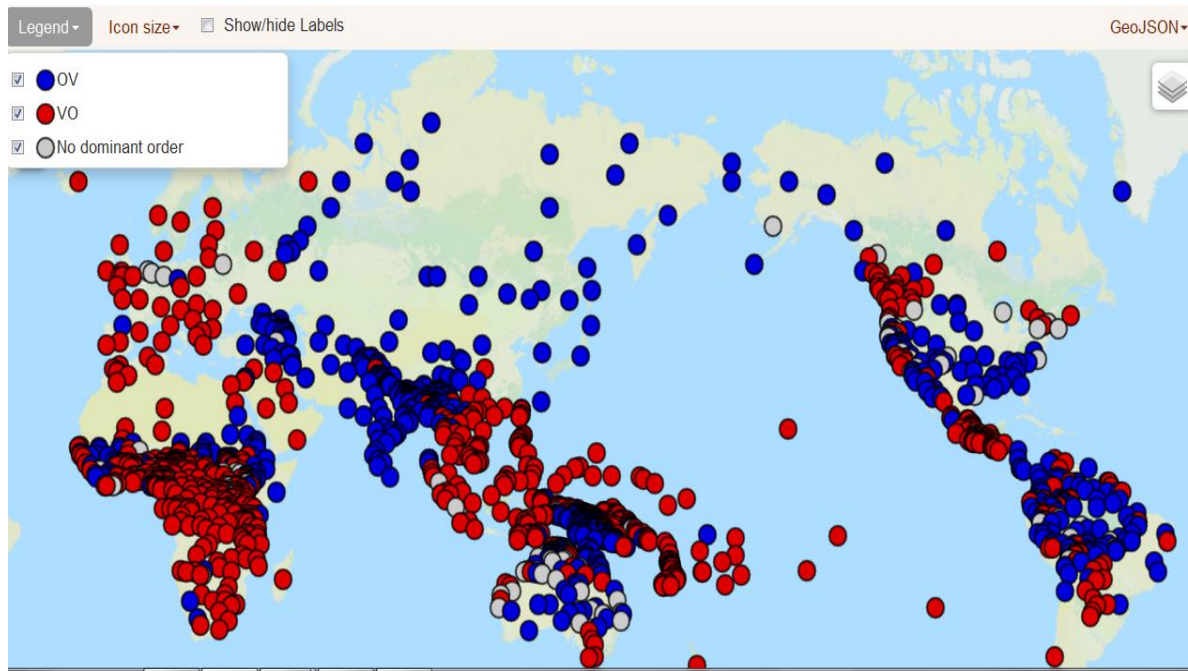 Legend
Icon size
Show/hide Labels
GeoJSON
OV
VO
No dominant order